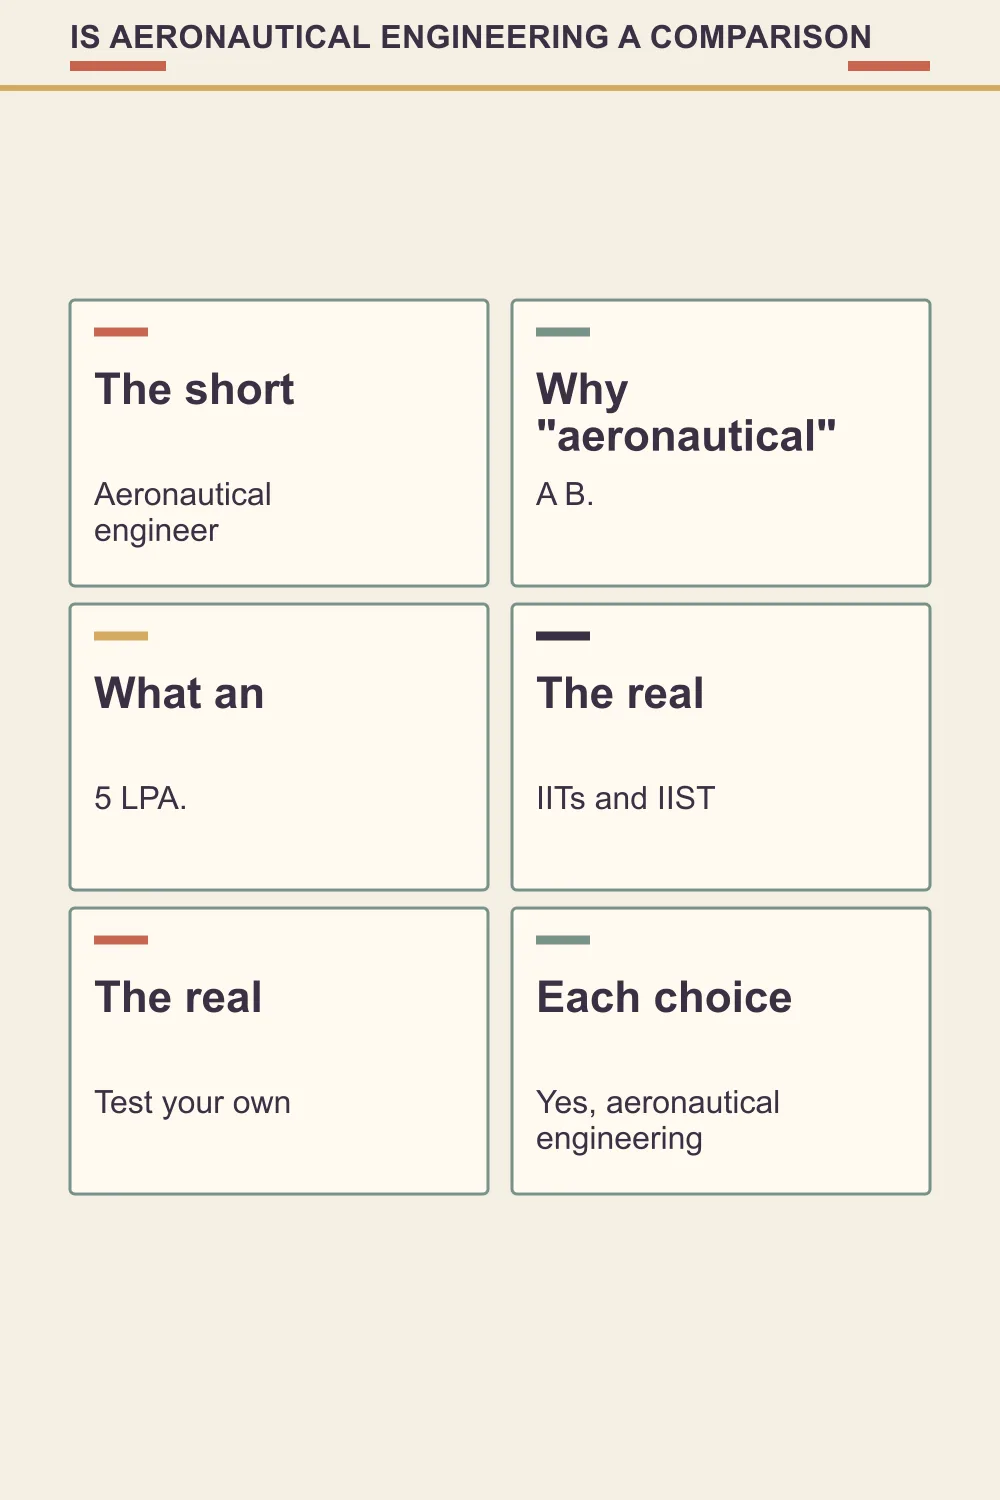 IS AERONAUTICAL ENGINEERING A COMPARISON
The short
Aeronautical
engineer
Why
"aeronautical"
A B.
What an
5 LPA.
The real
IITs and IIST
The real
Test your own
Each choice
Yes, aeronautical
engineering